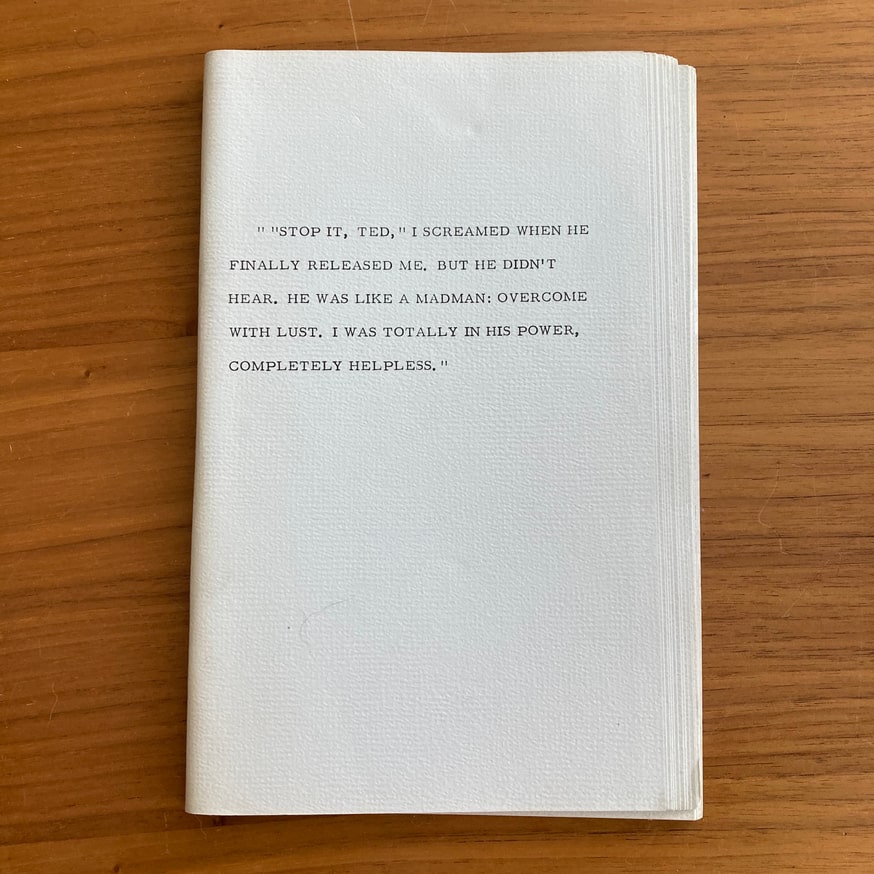 " "STOP IT, TED," I SCREAMED WHEN HE
FINALLY RELEASED ME. BUT HE DIDN'T
HEAR. HE WAS LIKE A MADMAN: OVERCOME
WITH LUST. I WAS TOTALLY IN HIS POWER,
COMPLETELY HELPLESS."